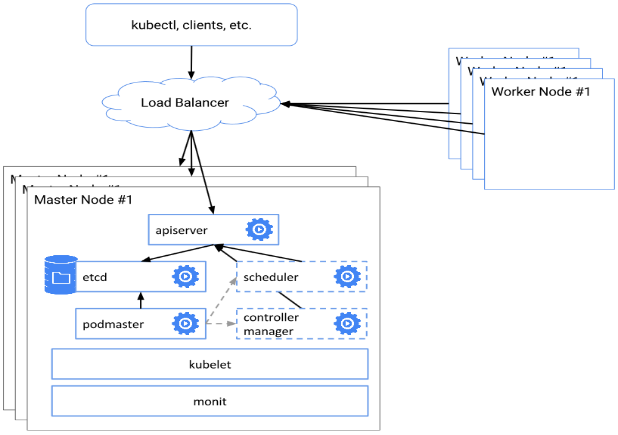 kubectl, clients, etc.
Load Balancer
Worker Node #1
Master Node #1
apiserver
etcd
scheduler
podmaster
controller
manager
kubelet
monit